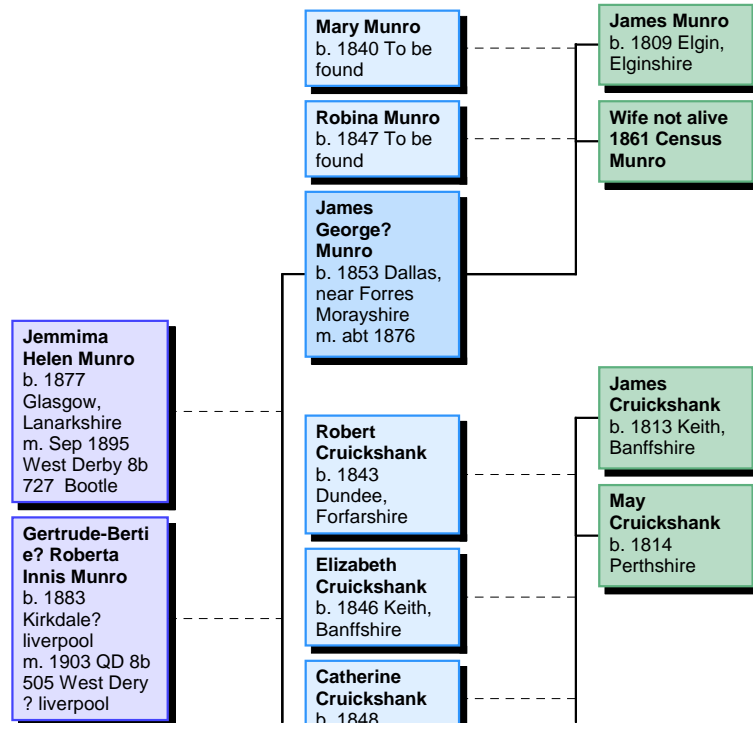 Mary Munro
b. 1840 To be
found
Robina Munro
b. 1847 To be
found
James
George?
Munro
b. 1853 Dallas,
near Forres
Morayshire
m. abt 1876
James Munro
b. 1809 Elgin,
Elginshire
Wife not alive
1861 Census
Munro
Jemmima
Helen Munro
b. 1877
Glasgow,
Lanarkshire
m. Sep 1895
West Derby 8b
727  Bootle
Gertrude-Berti
e? Roberta
Innis Munro
b. 1883
Kirkdale?
liverpool
m. 1903 QD 8b
505 West Dery
? liverpool
Robert
Cruickshank
b. 1843
Dundee,
Forfarshire
Elizabeth
Cruickshank
b. 1846 Keith,
Banffshire
Catherine
Cruickshank
b. 1848
James
Cruickshank
b. 1813 Keith,
Banffshire
May
Cruickshank
b. 1814
Perthshire